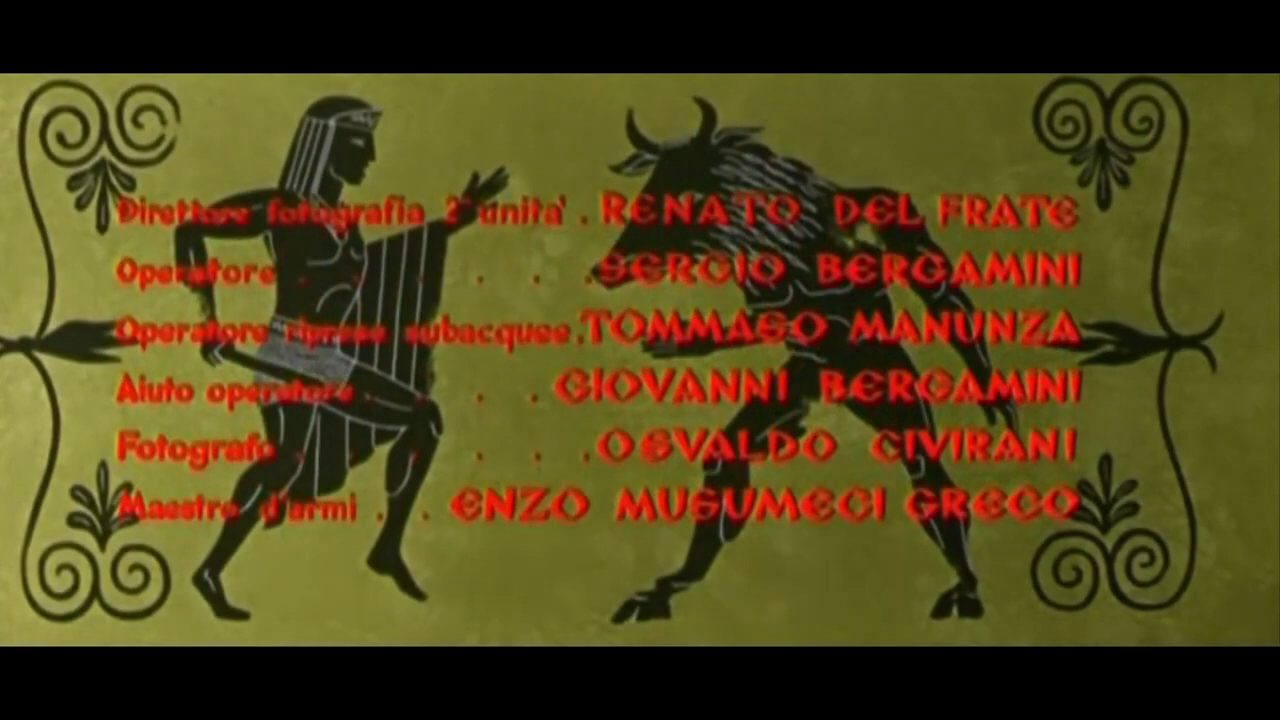 Direttore fotografia 2ª unita' . RENATO DEL FRATE
Operatore . . . . . . SERGIO BERGAMINI
Operatore riprese subacquee . TOMMASO MANUNZA
Aiuto operatore . . . . GIOVANNI BERGAMINI
Fotografo . . . . . . OSVALDO CIVIRANI
Maestro d'armi . . ENZO MUSUMECI GRECO